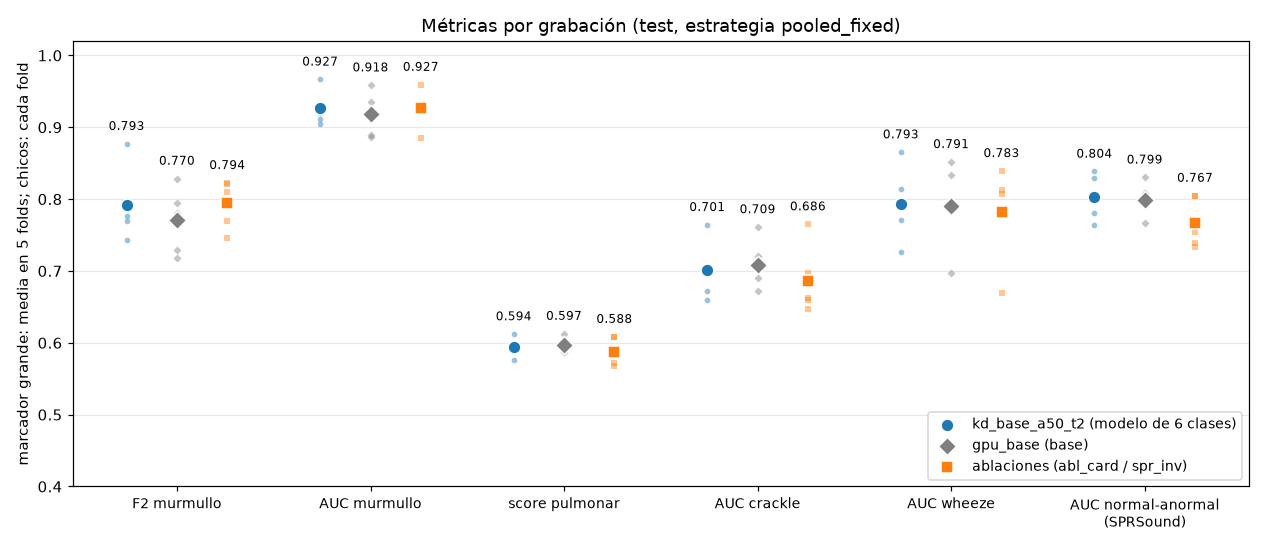 Métricas por grabación (test, estrategia pooled_fixed)
marcador grande: media en 5 folds; chicos: cada fold
1.0
0.9
0.8
0.7
0.6
0.5
0.4
0.793
0.770
0.794
0.927
0.918
0.927
0.594
0.597
0.588
0.701
0.709
0.686
0.793
0.791
0.783
0.804
0.799
0.767
kd_base_a50_t2 (modelo de 6 clases)
gpu_base (base)
ablaciones (abl_card / spr_inv)
F2 murmullo
AUC murmullo
score pulmonar
AUC crackle
AUC wheeze
AUC normal-anormal
(SPRSound)